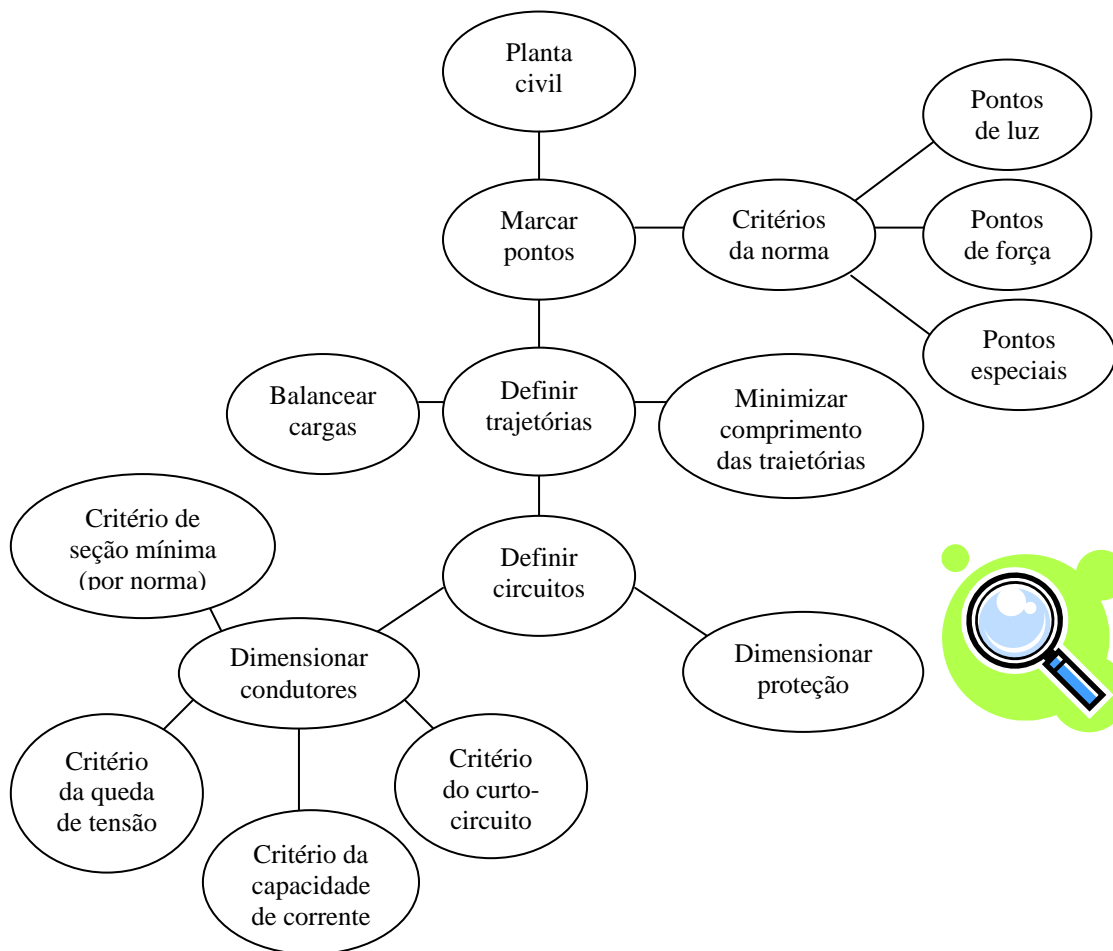 Planta
civil
Pontos
de luz
Marcar
pontos
Critérios
da norma
Pontos
de força
Pontos
especiais
Balancear
cargas
Definir
trajetórias
Minimizar
comprimento
das trajetórias
Critério de
seção mínima
(por norma)
Definir
circuitos
Dimensionar
condutores
Dimensionar
proteção
Critério
da queda
de tensão
Critério
do curto-
circuito
Critério da
capacidade
de corrente